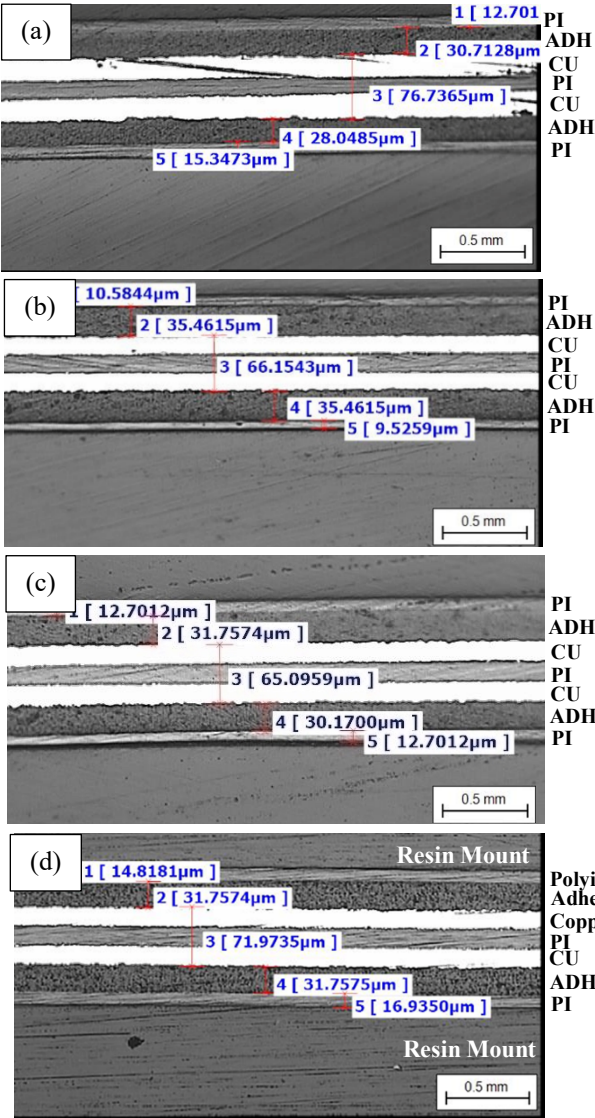 (a)
1 [ 12.701
PI
ADH
2 [ 30.7128µm
CU
PI
3 [ 76.7365µm ]
CU
ADH
4 [ 28.0485µm ]
PI
5 [ 15.3473µm ]
0.5 mm
(b)
10.5844µm ]
PI
2 [ 35.4615µm ]
ADH
CU
3 [ 66.1543µm ]
PI
CU
4 [ 35.4615µm ]
ADH
5 [ 9.5259µm ]
PI
0.5 mm
(c)
1 [ 12.7012µm ]
PI
2 [ 31.7574µm ]
ADH
CU
3 [ 65.0959µm ]
PI
CU
4 [ 30.1700µm ]
ADH
5 [ 12.7012µm ]
PI
0.5 mm
(d)
Resin Mount
1 [ 14.8181µm ]
Polyi
2 [ 31.7574µm ]
Adhe
Copp
3 [ 71.9735µm ]
PI
CU
4 [ 31.7575µm ]
ADH
5 [ 16.9350µm ]
PI
Resin Mount
0.5 mm